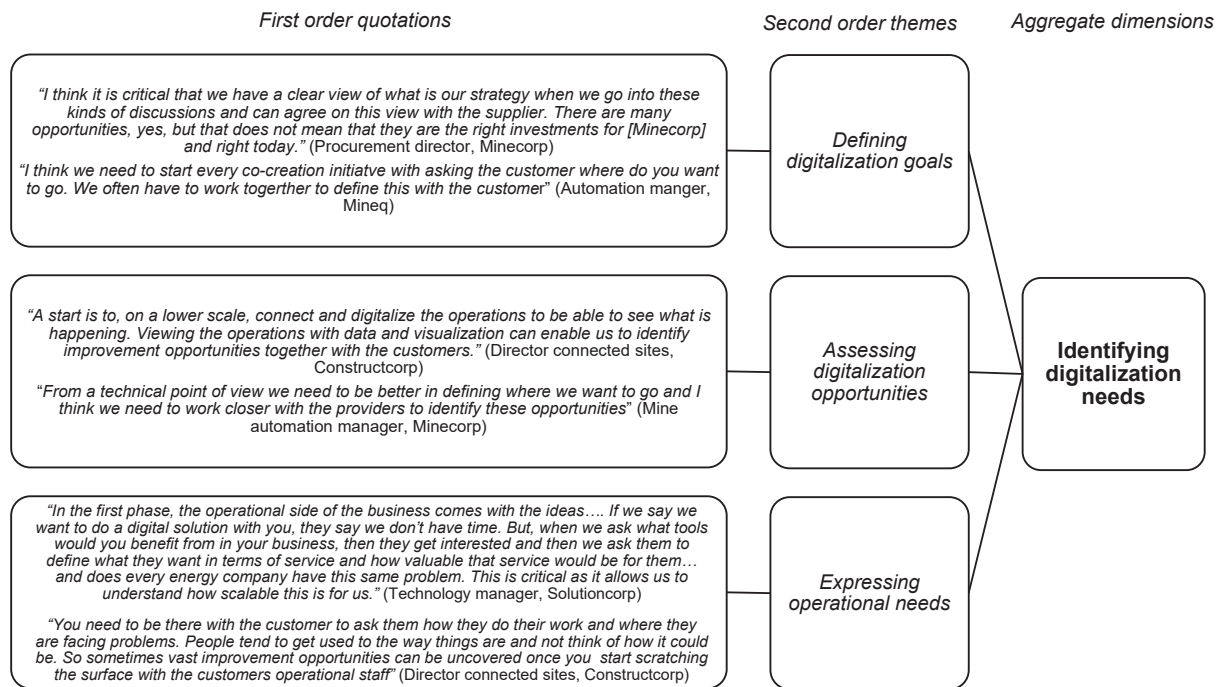 First order quotations
Second order themes
Aggregate dimensions
“I think it is critical that we have a clear view of what is our strategy when we go into these
kinds of discussions and can agree on this view with the supplier. There are many
opportunities, yes, but that does not mean that they are the right investments for [Minecorp]
and right today.” (Procurement director, Minecorp)
“I think we need to start every co-creation initiatve with asking the customer where do you want
to go. We often have to work togerther to define this with the customer” (Automation manger,
Mineq)
Defining
digitalization goals
“A start is to, on a lower scale, connect and digitalize the operations to be able to see what is
happening. Viewing the operations with data and visualization can enable us to identify
improvement opportunities together with the customers.” (Director connected sites,
Constructcorp)
“From a technical point of view we need to be better in defining where we want to go and I
think we need to work closer with the providers to identify these opportunities” (Mine
automation manager, Minecorp)
Assessing
digitalization
opportunities
Identifying
digitalization
needs
“In the first phase, the operational side of the business comes with the ideas…. If we say we
want to do a digital solution with you, they say we don’t have time. But, when we ask what tools
would you benefit from in your business, then they get interested and then we ask them to
define what they want in terms of service and how valuable that service would be for them…
and does every energy company have this same problem. This is critical as it allows us to
understand how scalable this is for us.” (Technology manager, Solutioncorp)
“You need to be there with the customer to ask them how they do their work and where they
are facing problems. People tend to get used to the way things are and not think of how it could
be. So sometimes vast improvement opportunities can be uncovered once you start scratching
the surface with the customers operational staff” (Director connected sites, Constructcorp)
Expressing
operational needs